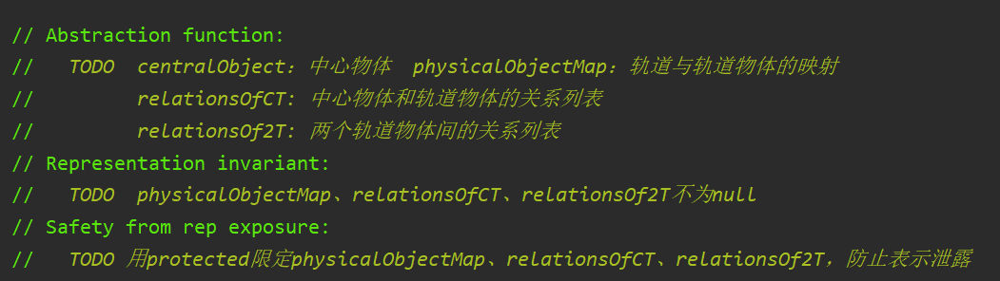 // Abstraction function:
//   TODO  centralObject: 中心物体  physicalObjectMap: 轨道与轨道物体的映射
//         relationsOfCT: 中心物体和轨道物体的关系列表
//         relationsOf2T: 两个轨道物体间的关系列表
// Representation invariant:
//   TODO  physicalObjectMap、relationsOfCT、relationsOf2T不为null
// Safety from rep exposure:
//   TODO 用protected限定physicalObjectMap、relationsOfCT、relationsOf2T，防止表示泄露